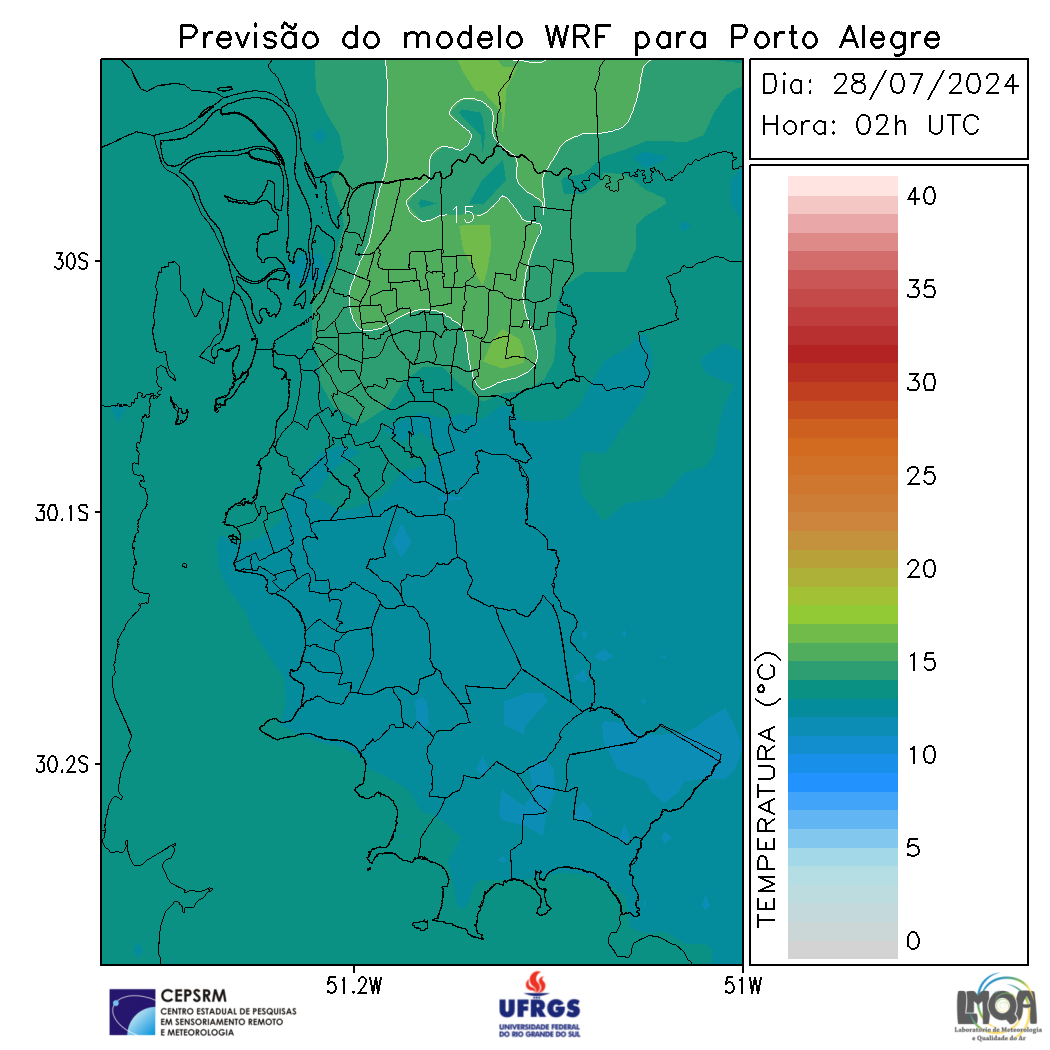 Previsão do modelo WRF para Porto Alegre
Dia: 28/07/2024
Hora: 02h UTC
40
35
30
25
20
15
10
5
0
TEMPERATURA (°C)
15
30S
30.1S
30.2S
51.2W
51W
CEPSRM
CENTRO ESTADUAL DE PESQUISAS
EM SENSORIAMENTO REMOTO
E METEOROLOGIA
UFRGS
UNIVERSIDADE FEDERAL
DO RIO GRANDE DO SUL
LMQA
Laboratório de Meteorologia
e Qualidade do Ar